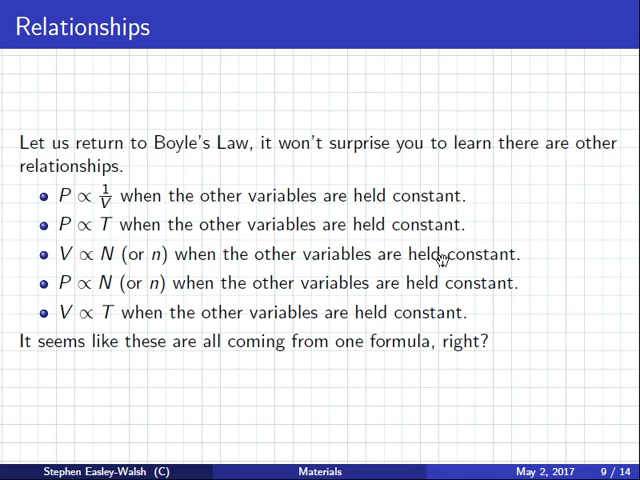 Relationships
Let us return to Boyle's Law, it won't surprise you to learn there are other
relationships.
P ∝ 1/V when the other variables are held constant.
P ∝ T when the other variables are held constant.
V ∝ N (or n) when the other variables are held constant.
P ∝ N (or n) when the other variables are held constant.
V ∝ T when the other variables are held constant.
It seems like these are all coming from one formula, right?
Stephen Easley-Walsh (C) Materials May 2, 2017 9 / 14